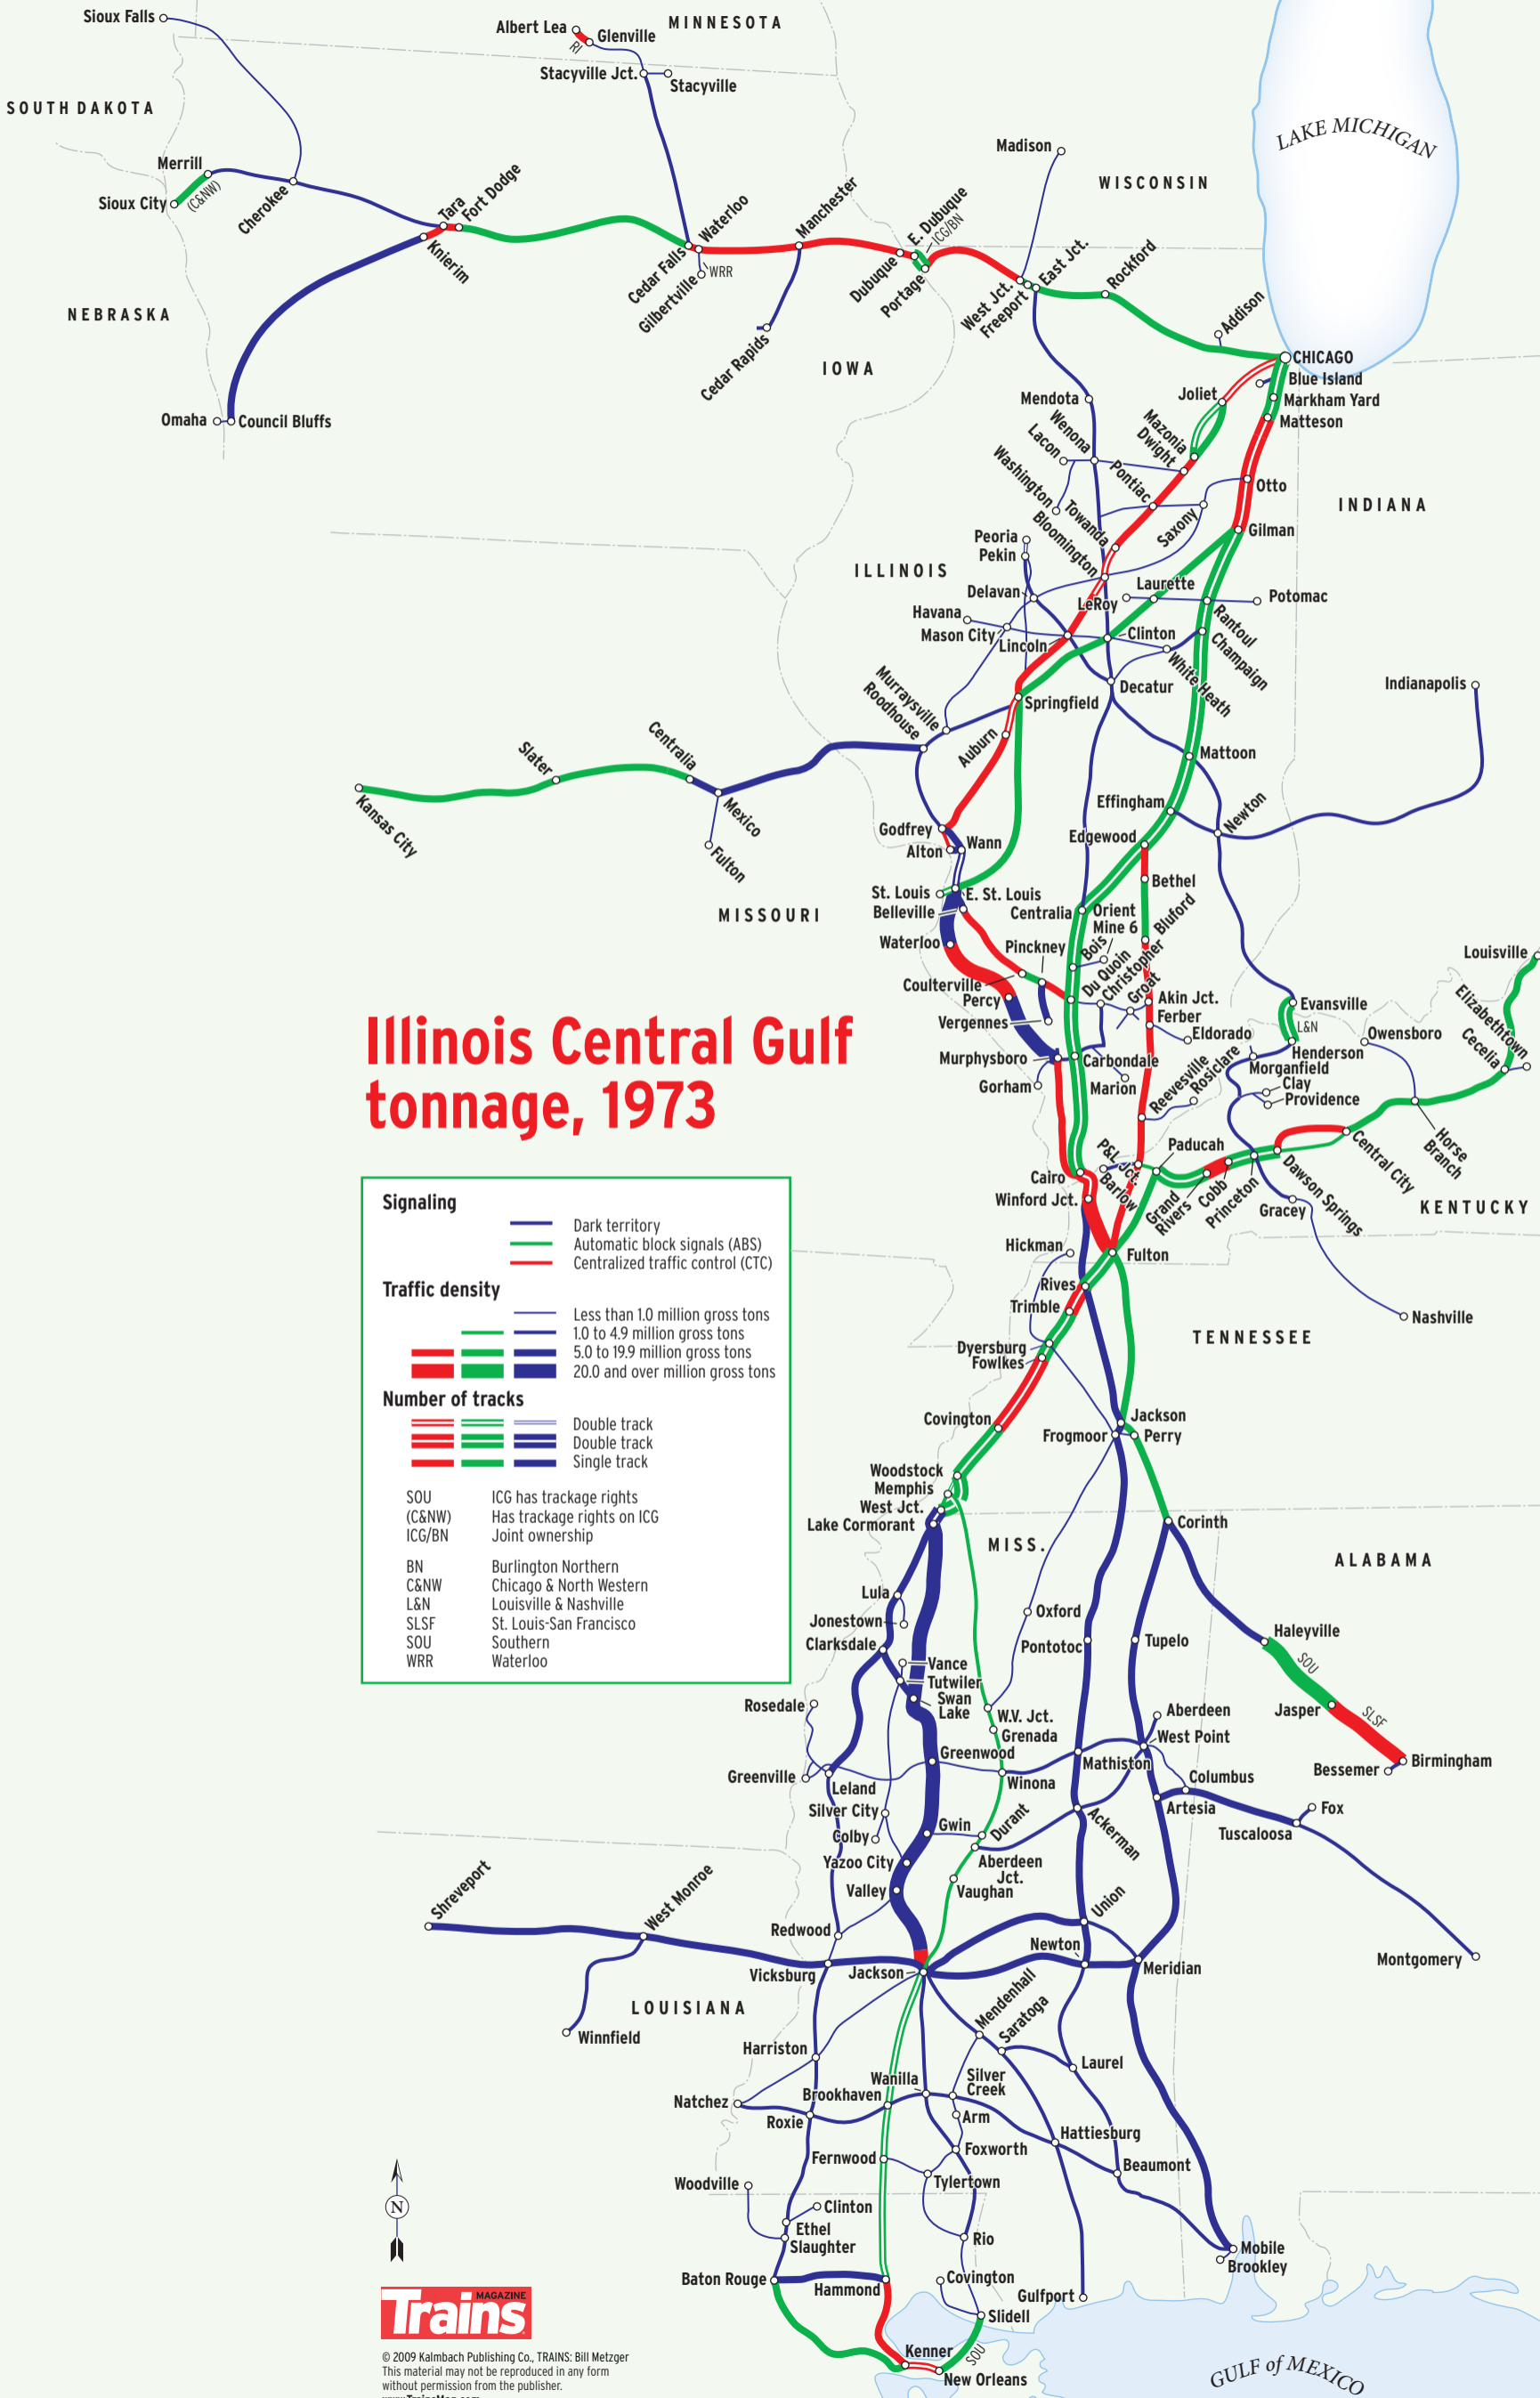 Sioux Falls
Albert Lea
RI
Glenville
MINNESOTA
Stacyville Jct.
Stacyville
SOUTH DAKOTA
LAKE MICHIGAN
Merrill
(C&NW)
Sioux City
Cherokee
Tara
Fort Dodge
Knierim
Madison
WISCONSIN
Cedar Falls
Waterloo
WRR
Gilbertville
Manchester
Cedar Rapids
Dubuque
E. Dubuque
ICG/BN
Portage
West Jct.
Freeport
East Jct.
Rockford
Addison
NEBRASKA
IOWA
Omaha
Council Bluffs
CHICAGO
Blue Island
Markham Yard
Matteson
Joliet
Mendota
Mazonia
Dwight
Wenona
Lacon
Washington
Pontiac
Otto
INDIANA
Saxony
Towanda
Bloomington
Gilman
Peoria
Pekin
ILLINOIS
Delavan
LeRoy
Laurette
Potomac
Havana
Mason City
Lincoln
Clinton
Rantoul
Champaign
White Heath
Decatur
Indianapolis
Murraysville
Roodhouse
Springfield
Auburn
Mattoon
Kansas City
Slater
Centralia
Mexico
Fulton
Effingham
Newton
Godfrey
Alton
Wann
Edgewood
Bethel
MISSOURI
St. Louis
E. St. Louis
Belleville
Centralia
Orient
Mine 6
Bluford
Waterloo
Pinckney
Bois
Du Quoin
Christopher
Groat
Louisville
Coulterville
Percy
Akin Jct.
Ferber
Evansville
L&N
Elizabethtown
Cecelia
Vergennes
Eldorado
Owensboro
Henderson
Murphysboro
Carbondale
Morganfield
Gorham
Marion
Reevesville
Rosiclare
Clay
Providence
Illinois Central Gulf
tonnage, 1973
Horse
Branch
Cairo
P&L Jct.
Barlow
Paducah
Central City
Winford Jct.
Grand
Rivers
Cobb
Princeton
Dawson Springs
Gracey
KENTUCKY
Hickman
Fulton
Rives
Trimble
Nashville
TENNESSEE
Dyersburg
Fowlkes
Signaling
Dark territory
Automatic block signals (ABS)
Centralized traffic control (CTC)
Traffic density
Less than 1.0 million gross tons
1.0 to 4.9 million gross tons
5.0 to 19.9 million gross tons
20.0 and over million gross tons
Number of tracks
Double track
Double track
Single track
SOU ICG has trackage rights
(C&NW) Has trackage rights on ICG
ICG/BN Joint ownership
BN Burlington Northern
C&NW Chicago & North Western
L&N Louisville & Nashville
SLSF St. Louis-San Francisco
SOU Southern
WRR Waterloo
Covington
Jackson
Frogmoor
Perry
Woodstock
Memphis
West Jct.
Lake Cormorant
Corinth
MISS.
ALABAMA
Lula
Jonestown
Clarksdale
Oxford
Pontotoc
Tupelo
Haleyville
SOU
Jasper
SLSF
Vance
Tutwiler
Swan
Lake
Rosedale
W.V. Jct.
Grenada
Aberdeen
West Point
Birmingham
Bessemer
Greenwood
Mathiston
Greenville
Leland
Winona
Columbus
Artesia
Fox
Tuscaloosa
Silver City
Colby
Gwin
Durant
Ackerman
Yazoo City
Aberdeen
Jct.
Valley
Vaughan
Shreveport
West Monroe
Redwood
Union
Newton
Montgomery
Vicksburg
Jackson
Meridian
LOUISIANA
Winnfield
Mendenhall
Saratoga
Harriston
Laurel
Wanilla
Silver
Creek
Natchez
Brookhaven
Roxie
Arm
Hattiesburg
Foxworth
Fernwood
Beaumont
Woodville
Tylertown
N
Clinton
Ethel
Slaughter
Rio
Mobile
Brookley
Baton Rouge
Hammond
Covington
Gulfport
Slidell
Kenner
SOU
New Orleans
GULF of MEXICO
Trains
MAGAZINE
© 2009 Kalmbach Publishing Co., TRAINS: Bill Metzger
This material may not be reproduced in any form
without permission from the publisher.
www.TrainsMag.com